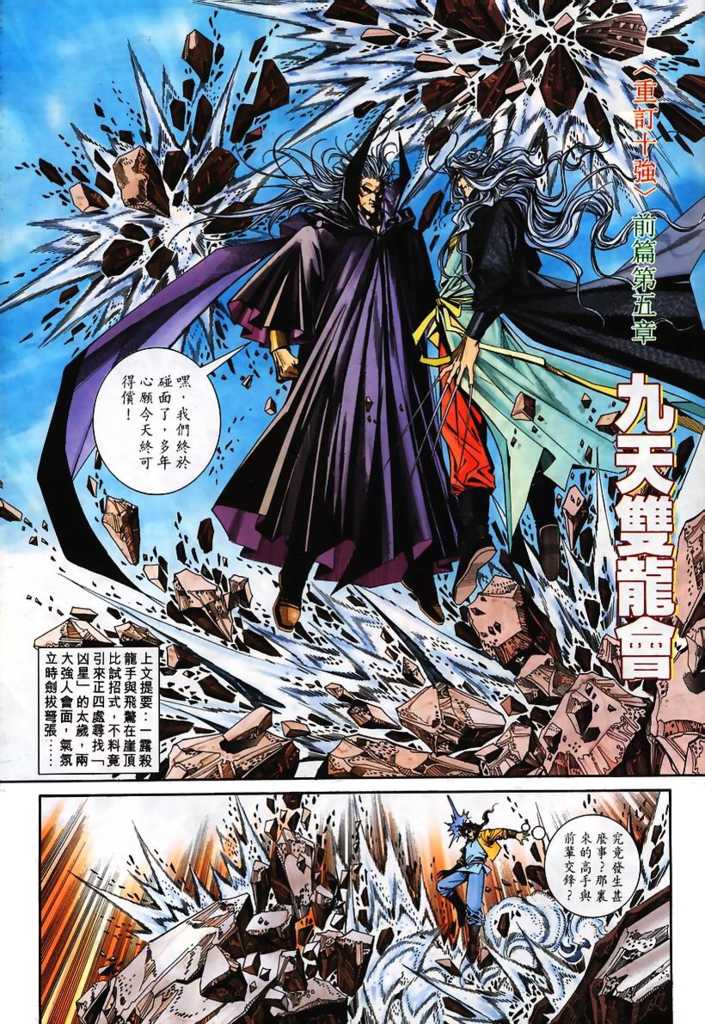 〈重訂十強〉前篇第五章
九天雙龍會
嘿，我們終於
碰面了，多年
心願今天終可
得償！
上文提要：一露殺
龍手與飛驚在崖頂
比試招式，不料竟
引來正四處尋找「
凶星」的太歲，兩
大強人會面，氣氛
立時劍拔弩張……
究竟發生甚
麼事？那裏
來的高手與
前輩交鋒？